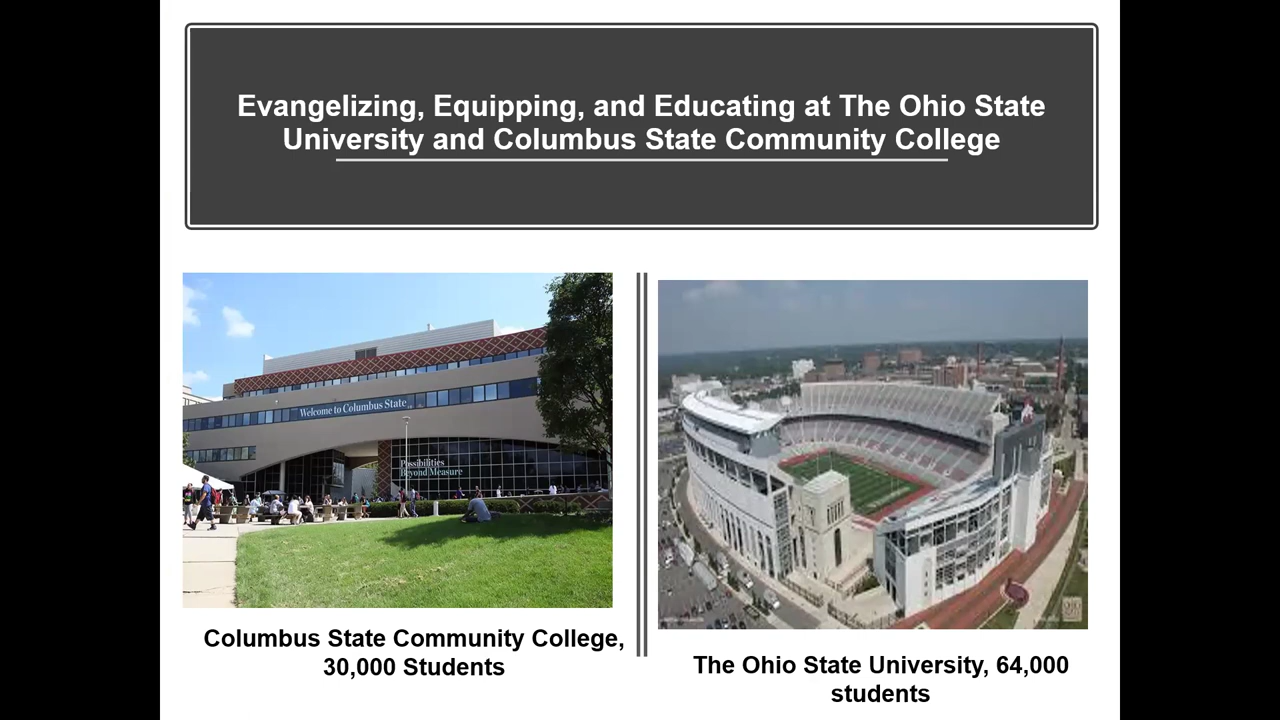 Evangelizing, Equipping, and Educating at The Ohio State
University and Columbus State Community College
Welcome to Columbus State
Possibilities
Beyond Measure
Columbus State Community College,
30,000 Students
The Ohio State University, 64,000
students